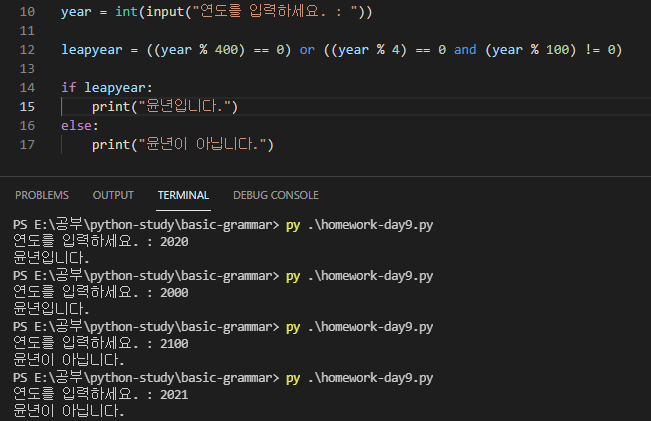 10 year = int(input("연도를 입력하세요. : "))
11
12 leapyear = ((year % 400) == 0) or ((year % 4) == 0 and (year % 100) != 0)
13
14 if leapyear:
15     print("윤년입니다.")
16 else:
17     print("윤년이 아닙니다.")
PROBLEMS OUTPUT TERMINAL DEBUG CONSOLE
PS E:\공부\python-study\basic-grammar> py .\homework-day9.py
연도를 입력하세요. : 2020
윤년입니다.
PS E:\공부\python-study\basic-grammar> py .\homework-day9.py
연도를 입력하세요. : 2000
윤년입니다.
PS E:\공부\python-study\basic-grammar> py .\homework-day9.py
연도를 입력하세요. : 2100
윤년이 아닙니다.
PS E:\공부\python-study\basic-grammar> py .\homework-day9.py
연도를 입력하세요. : 2021
윤년이 아닙니다.